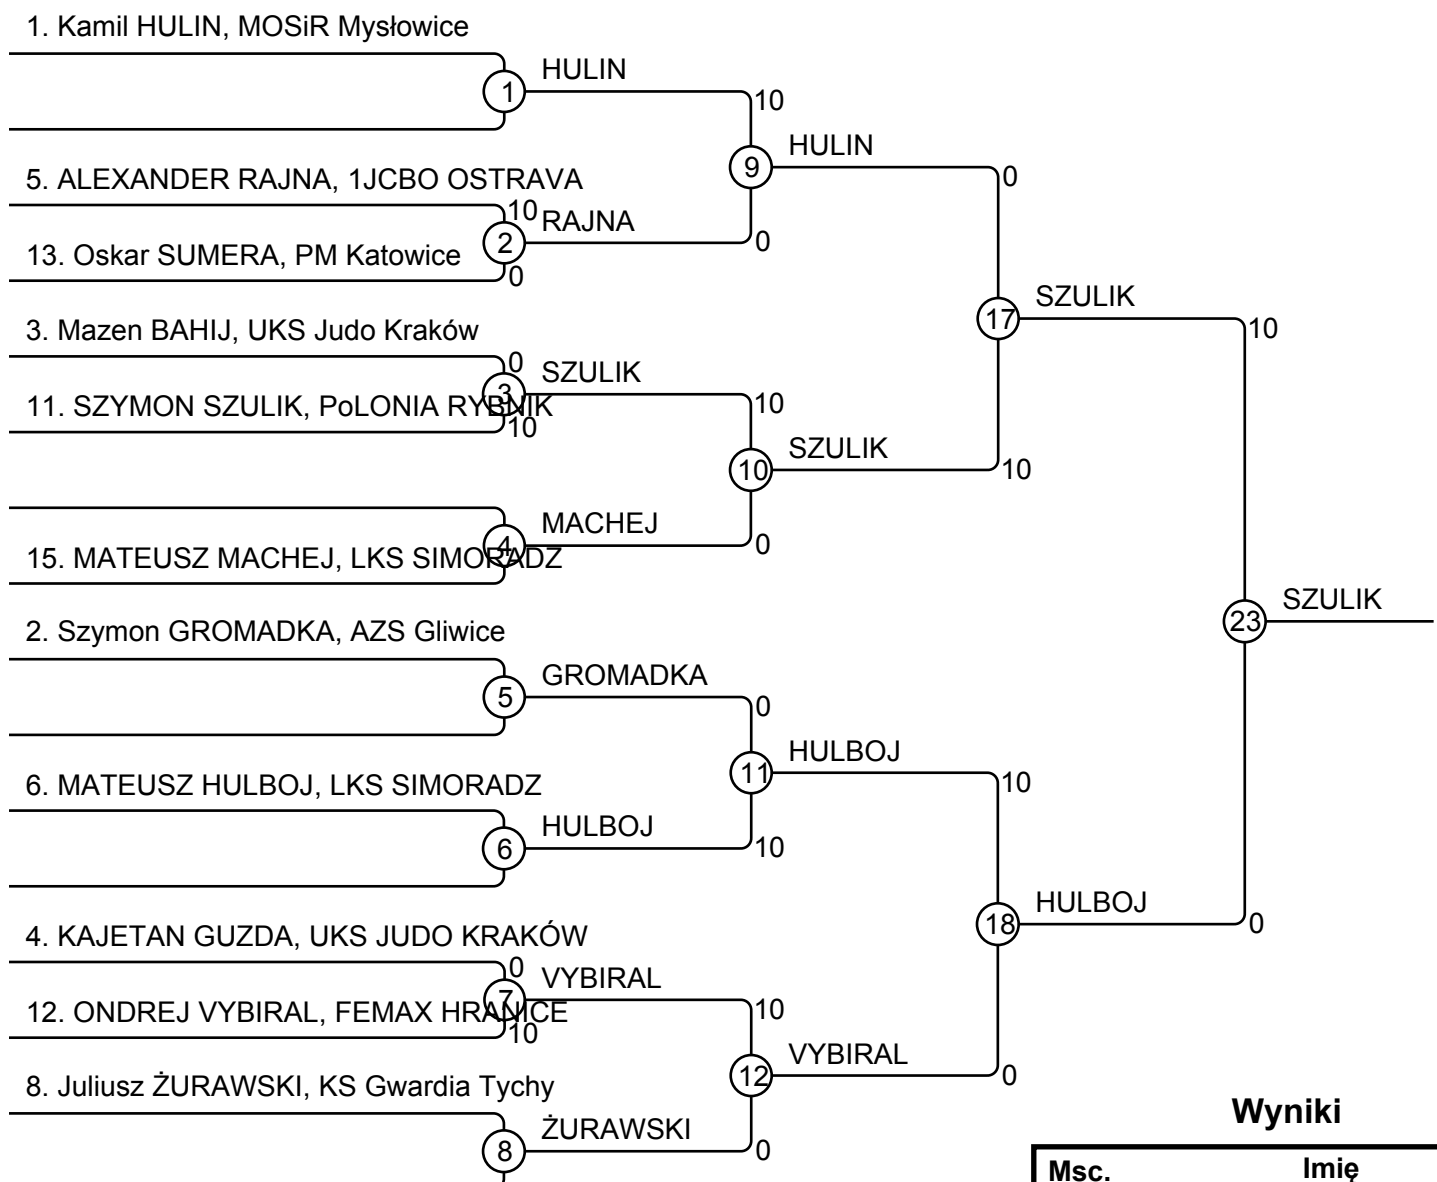 1. Kamil HULIN, MOSiR Mysłowice
HULIN
1
10
HULIN
9
0
5. ALEXANDER RAJNA, 1JCBO OSTRAVA
10
RAJNA
2
0
13. Oskar SUMERA, PM Katowice
0
SZULIK
17
10
3. Mazen BAHIJ, UKS Judo Kraków
0
SZULIK
3
10
11. SZYMON SZULIK, PoLONIA RYBNIK
10
SZULIK
10
10
MACHEJ
4
0
15. MATEUSZ MACHEJ, LKS SIMORADZ
SZULIK
23
2. Szymon GROMADKA, AZS Gliwice
GROMADKA
5
0
HULBOJ
11
10
6. MATEUSZ HULBOJ, LKS SIMORADZ
HULBOJ
6
10
HULBOJ
18
0
4. KAJETAN GUZDA, UKS JUDO KRAKÓW
0
VYBIRAL
7
10
12. ONDREJ VYBIRAL, FEMAX HRANICE
10
VYBIRAL
12
0
8. Juliusz ŻURAWSKI, KS Gwardia Tychy
ŻURAWSKI
8
0
Wyniki
Msc. Imię